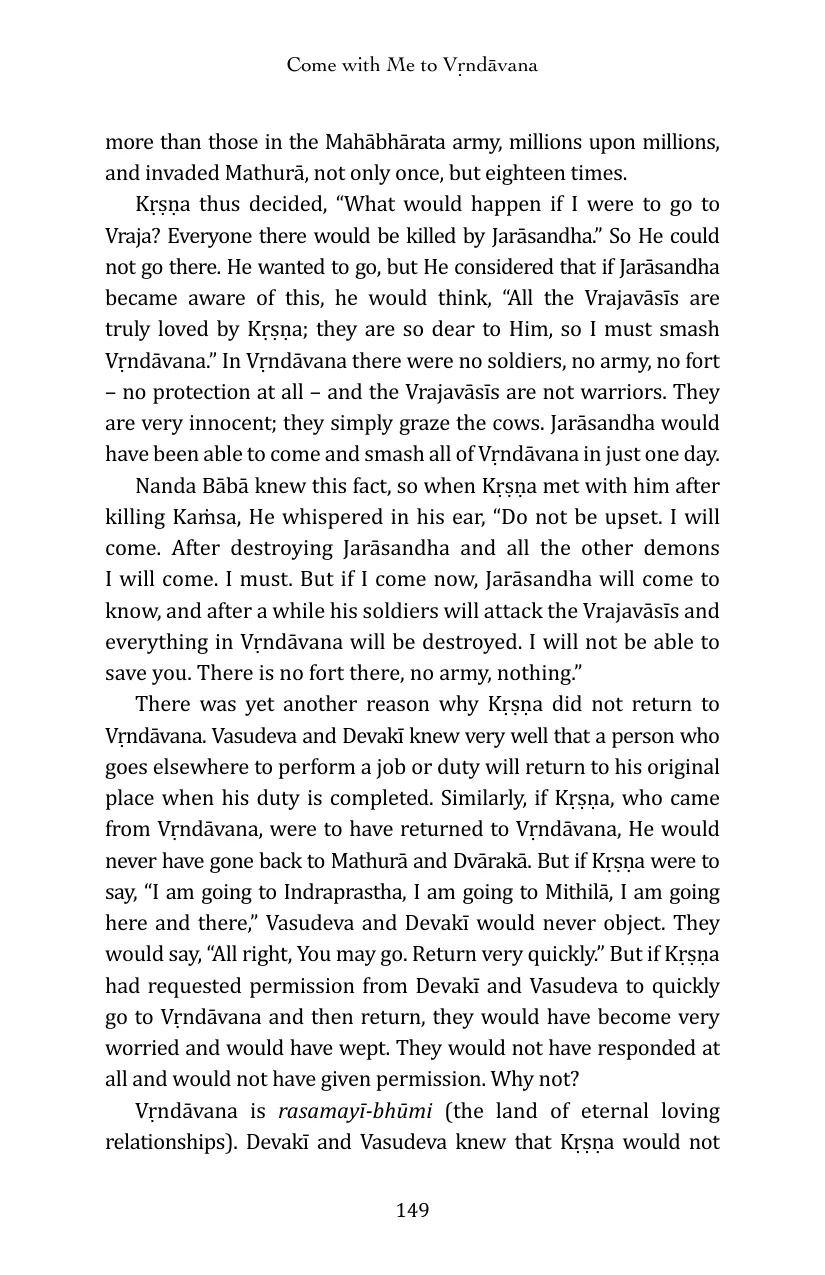 Come with Me to Vṛndāvana
more than those in the Mahābhārata army, millions upon millions,
and invaded Mathurā, not only once, but eighteen times.
Kṛṣṇa thus decided, “What would happen if I were to go to
Vraja? Everyone there would be killed by Jarāsandha.” So He could
not go there. He wanted to go, but He considered that if Jarāsandha
became aware of this, he would think, “All the Vrajavāsīs are
truly loved by Kṛṣṇa; they are so dear to Him, so I must smash
Vṛndāvana.” In Vṛndāvana there were no soldiers, no army, no fort
– no protection at all – and the Vrajavāsīs are not warriors. They
are very innocent; they simply graze the cows. Jarāsandha would
have been able to come and smash all of Vṛndāvana in just one day.
Nanda Bābā knew this fact, so when Kṛṣṇa met with him after
killing Kaṁsa, He whispered in his ear, “Do not be upset. I will
come. After destroying Jarāsandha and all the other demons
I will come. I must. But if I come now, Jarāsandha will come to
know, and after a while his soldiers will attack the Vrajavāsīs and
everything in Vṛndāvana will be destroyed. I will not be able to
save you. There is no fort there, no army, nothing.”
There was yet another reason why Kṛṣṇa did not return to
Vṛndāvana. Vasudeva and Devakī knew very well that a person who
goes elsewhere to perform a job or duty will return to his original
place when his duty is completed. Similarly, if Kṛṣṇa, who came
from Vṛndāvana, were to have returned to Vṛndāvana, He would
never have gone back to Mathurā and Dvārakā. But if Kṛṣṇa were to
say, “I am going to Indraprastha, I am going to Mithilā, I am going
here and there,” Vasudeva and Devakī would never object. They
would say, “All right, You may go. Return very quickly.” But if Kṛṣṇa
had requested permission from Devakī and Vasudeva to quickly
go to Vṛndāvana and then return, they would have become very
worried and would have wept. They would not have responded at
all and would not have given permission. Why not?
Vṛndāvana is rasamayī-bhūmi (the land of eternal loving
relationships). Devakī and Vasudeva knew that Kṛṣṇa would not
149